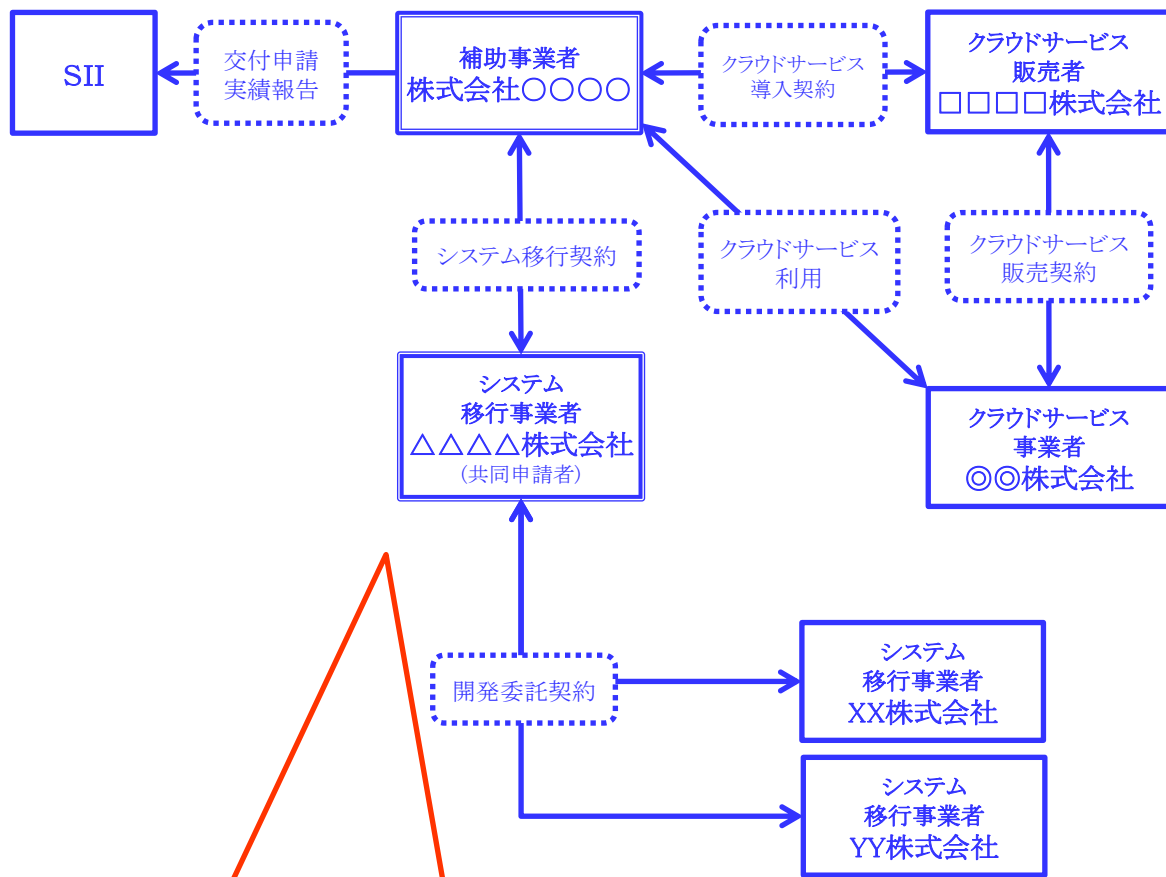 SII
交付申請
実績報告
補助事業者
株式会社○○○○
クラウドサービス
導入契約
クラウドサービス
販売者
□□□□株式会社
システム移行契約
クラウドサービス
利用
クラウドサービス
販売契約
システム
移行事業者
△△△△株式会社
(共同申請者)
クラウドサービス
事業者
◎◎株式会社
開発委託契約
システム
移行事業者
XX株式会社
システム
移行事業者
YY株式会社